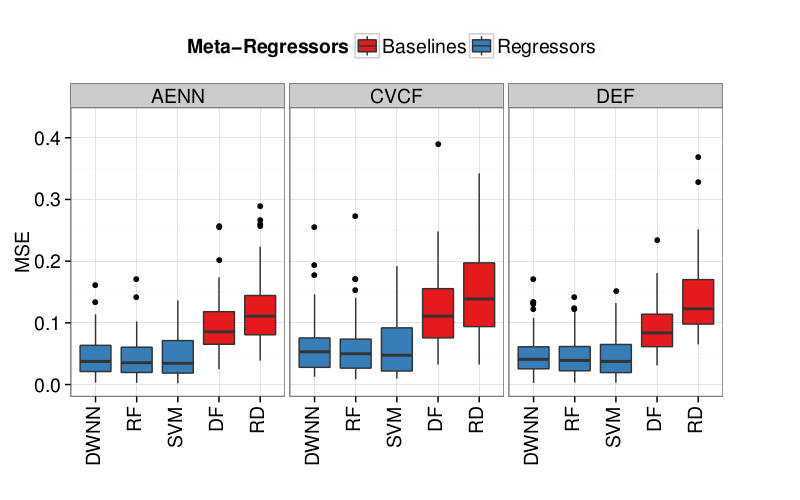 Meta−Regressors Baselines Regressors
AENN CVCF DEF
MSE
0.4
0.3
0.2
0.1
0.0
DWNN RF SVM DF RD DWNN RF SVM DF RD DWNN RF SVM DF RD